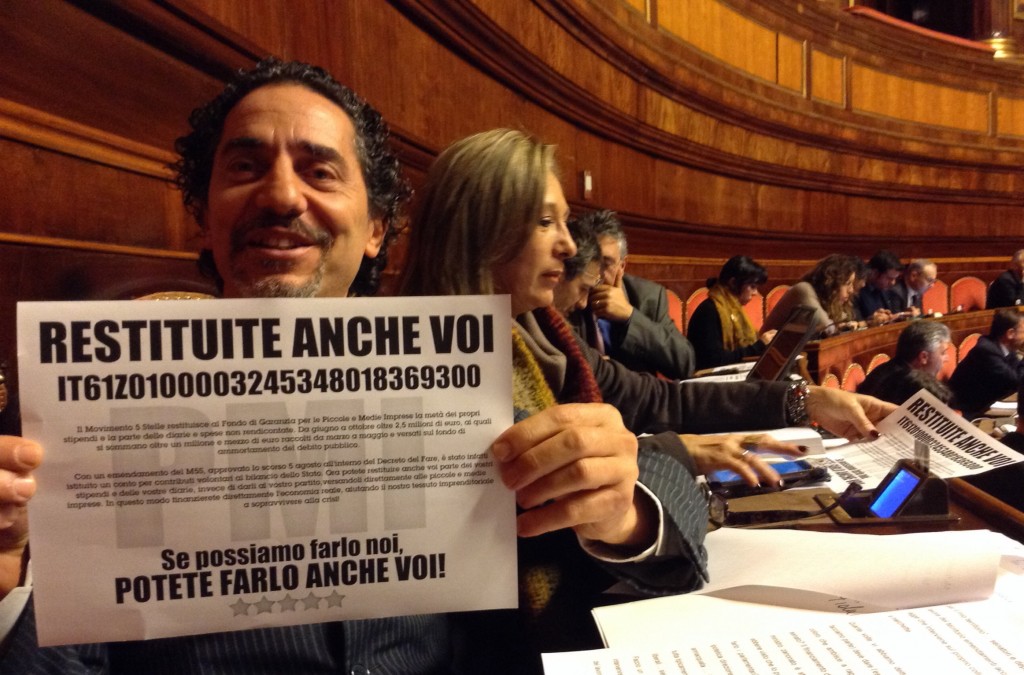 RESTITUITE ANCHE VOI
IT61Z0100003245348018369300
PMI
Il Movimento 5 Stelle restituisce al Fondo di Garanzia per le Piccole e Medie Imprese la metà dei propri
stipendi e la parte delle diarie e spese non rendicontate. Da giugno a ottobre oltre 2,5 milioni di euro, ai quali
si sommano oltre un milione e mezzo di euro raccolti da marzo a maggio e versati sul fondo di
ammortamento del debito pubblico.
Con un emendamento del M5S, approvato lo scorso 5 agosto all'interno del Decreto del Fare, è stato infatti
istituito un conto per contributi volontari al bilancio dello Stato. Ora potete restituire anche voi parte del vostro
stipendi e delle vostre diarie, invece di darli al vostro partito, versandoli direttamente alle piccole e medie
imprese. In questo modo finanzierete direttamente l'economia reale, aiutando il nostro tessuto imprenditoriale
a sopravvivere alla crisi!
Se possiamo farlo noi,
POTETE FARLO ANCHE VOI!
RESTITUITE ANCHE VOI
IT61Z0100003245348018369300